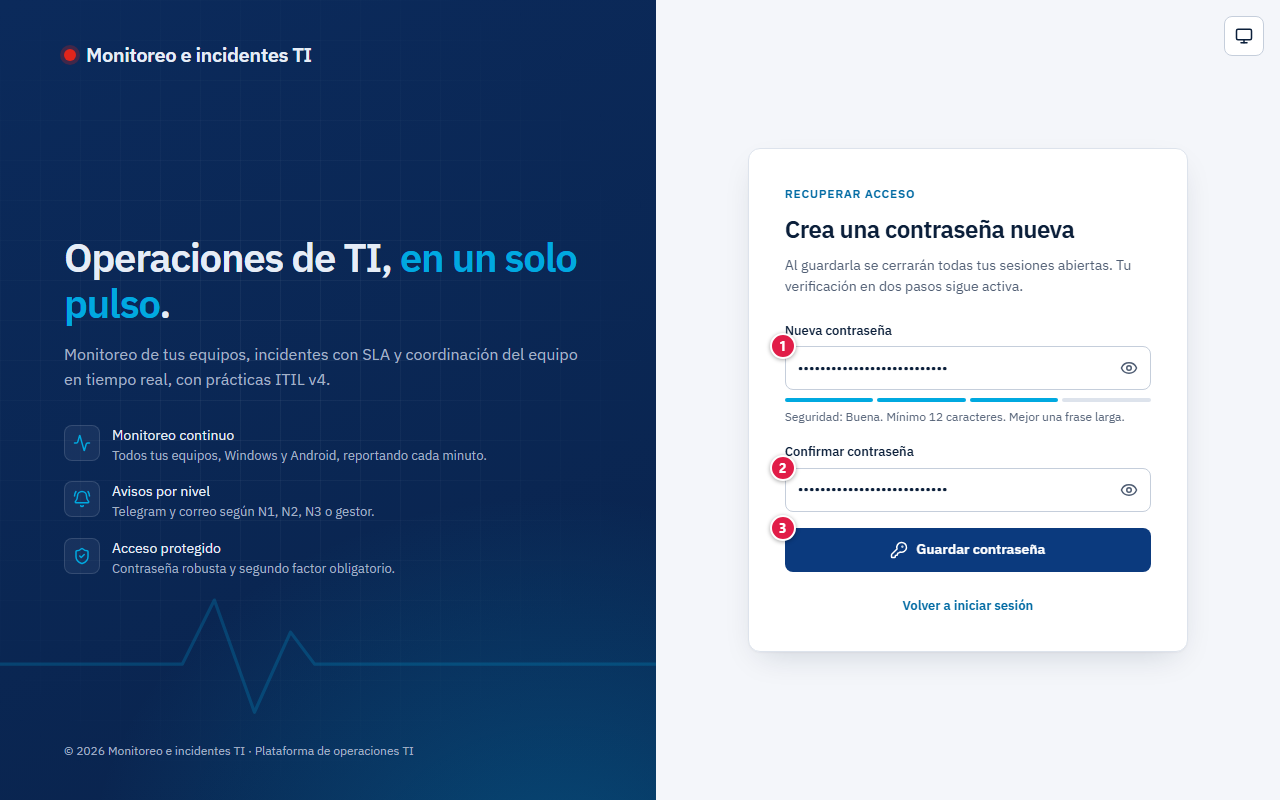 Monitoreo e incidentes TI
Operaciones de TI, en un solo
pulso.
Monitoreo de tus equipos, incidentes con SLA y coordinación del equipo
en tiempo real, con prácticas ITIL v4.
Monitoreo continuo
Todos tus equipos, Windows y Android, reportando cada minuto.
Avisos por nivel
Telegram y correo según N1, N2, N3 o gestor.
Acceso protegido
Contraseña robusta y segundo factor obligatorio.
© 2026 Monitoreo e incidentes TI · Plataforma de operaciones TI
RECUPERAR ACCESO
Crea una contraseña nueva
Al guardarla se cerrarán todas tus sesiones abiertas. Tu
verificación en dos pasos sigue activa.
Nueva contraseña
1
Seguridad: Buena. Mínimo 12 caracteres. Mejor una frase larga.
Confirmar contraseña
2
3
Guardar contraseña
Volver a iniciar sesión